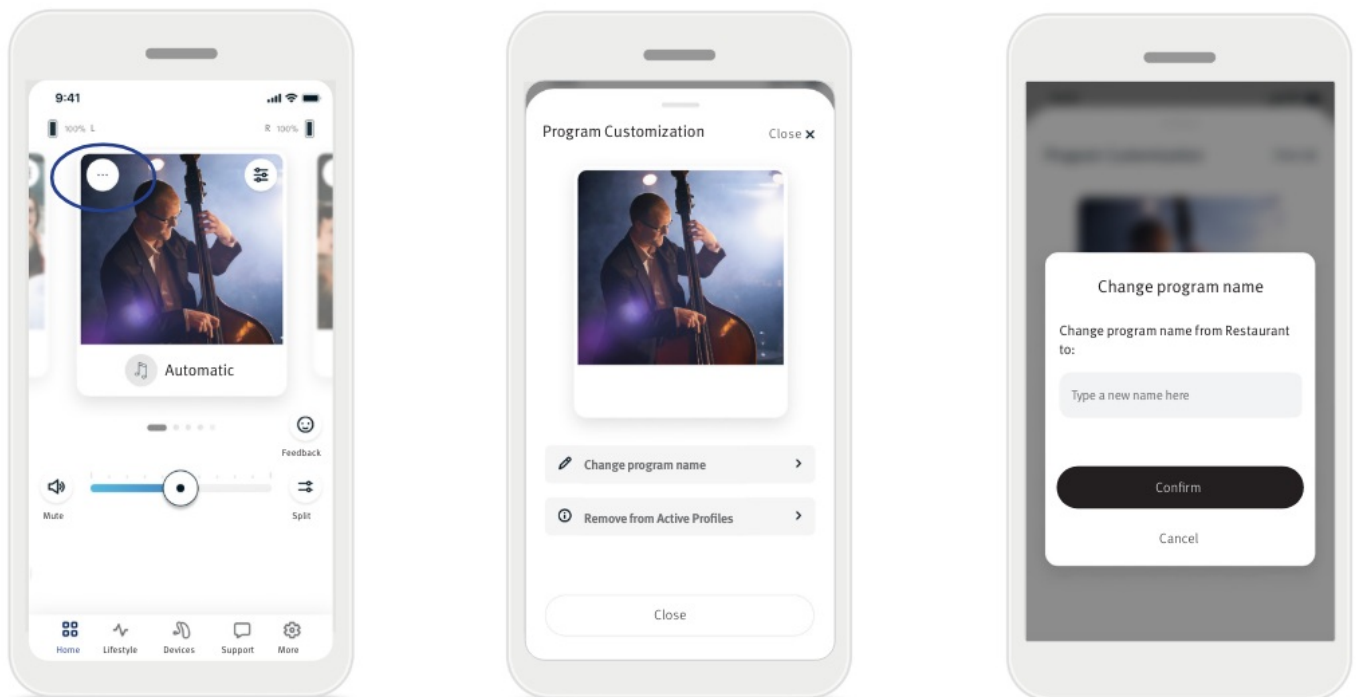 9:41
100% L
R 100%
...
Automatic
Feedback
Mute
Split
Home
Lifestyle
Devices
Support
More
Program Customization
Close
Change program name
Remove from Active Profiles
Close
Change program name
Change program name from Restaurant
to:
Type a new name here
Confirm
Cancel